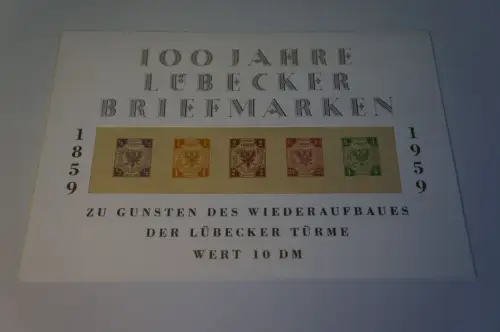 100 JAHRE
LÜBECKER
BRIEFMARKEN
1859
1959
ZU GUNSTEN DES WIEDERAUFBAUES
DER LÜBECKER TÜRME
WERT 10 DM